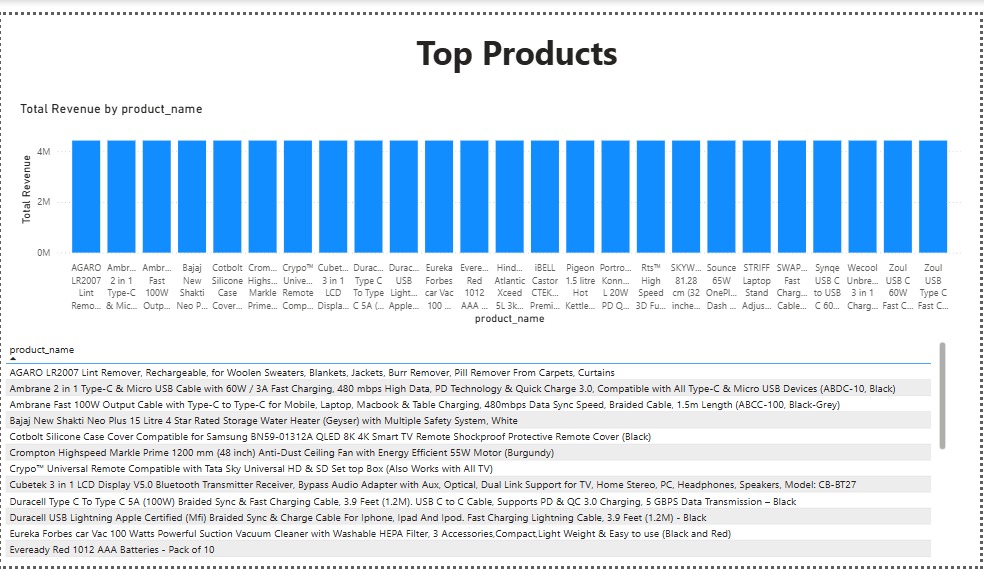 Top Products
Total Revenue by product_name
Total Revenue
4M
2M
0M
AGARO LR2007 Lint Remo...
Ambr... 2 in 1 Type-C & Mic...
Ambr... Fast 100W Outp...
Bajaj New Shakti Neo P...
Cotbolt Silicone Case Cover...
Crom... Highs... Markle Prime...
Crypo™ Unive... Remote Comp...
Cubet... 3 in 1 LCD Displa...
Durac... Type C To Type C 5A (...
Durac... USB Light... Apple...
Eureka Forbes car Vac 100 ...
Evere... Red 1012 AAA ...
Hind... Atlantic Xceed 5L 3k...
iBELL Castor CTEK... Premi...
Pigeon 1.5 litre Hot Kettle...
Portro... Konn... L 20W PD Q...
Rts™ High Speed 3D Fu...
SKYW... 81.28 cm (32 inche...
Sounce 65W OnePl... Dash ...
STRIFF Laptop Stand Adjus...
SWAP... Fast Charg... Cable...
Synqe USB C to USB C 60...
Wecool Unbre... 3 in 1 Charg...
Zoul USB C 60W Fast C...
Zoul USB Type C Fast C...
product_name
product_name
AGARO LR2007 Lint Remover, Rechargeable, for Woolen Sweaters, Blankets, Jackets, Burr Remover, Pill Remover From Carpets, Curtains
Ambrane 2 in 1 Type-C & Micro USB Cable with 60W / 3A Fast Charging, 480 mbps High Data, PD Technology & Quick Charge 3.0, Compatible with All Type-C & Micro USB Devices (ABDC-10, Black)
Ambrane Fast 100W Output Cable with Type-C to Type-C for Mobile, Laptop, Macbook & Table Charging, 480mbps Data Sync Speed, Braided Cable, 1.5m Length (ABCC-100, Black-Grey)
Bajaj New Shakti Neo Plus 15 Litre 4 Star Rated Storage Water Heater (Geyser) with Multiple Safety System, White
Cotbolt Silicone Case Cover Compatible for Samsung BN59-01312A QLED 8K 4K Smart TV Remote Shockproof Protective Remote Cover (Black)
Crompton Highspeed Markle Prime 1200 mm (48 inch) Anti-Dust Ceiling Fan with Energy Efficient 55W Motor (Burgundy)
Crypo™ Universal Remote Compatible with Tata Sky Universal HD & SD Set top Box (Also Works with All TV)
Cubetek 3 in 1 LCD Display V5.0 Bluetooth Transmitter Receiver, Bypass Audio Adapter with Aux, Optical, Dual Link Support for TV, Home Stereo, PC, Headphones, Speakers, Model: CB-BT27
Duracell Type C To Type C 5A (100W) Braided Sync & Fast Charging Cable, 3.9 Feet (1.2M). USB C to C Cable, Supports PD & QC 3.0 Charging, 5 GBPS Data Transmission – Black
Duracell USB Lightning Apple Certified (Mfi) Braided Sync & Charge Cable For Iphone, Ipad And Ipod. Fast Charging Lightning Cable, 3.9 Feet (1.2M) - Black
Eureka Forbes car Vac 100 Watts Powerful Suction Vacuum Cleaner with Washable HEPA Filter, 3 Accessories,Compact,Light Weight & Easy to use (Black and Red)
Eveready Red 1012 AAA Batteries - Pack of 10